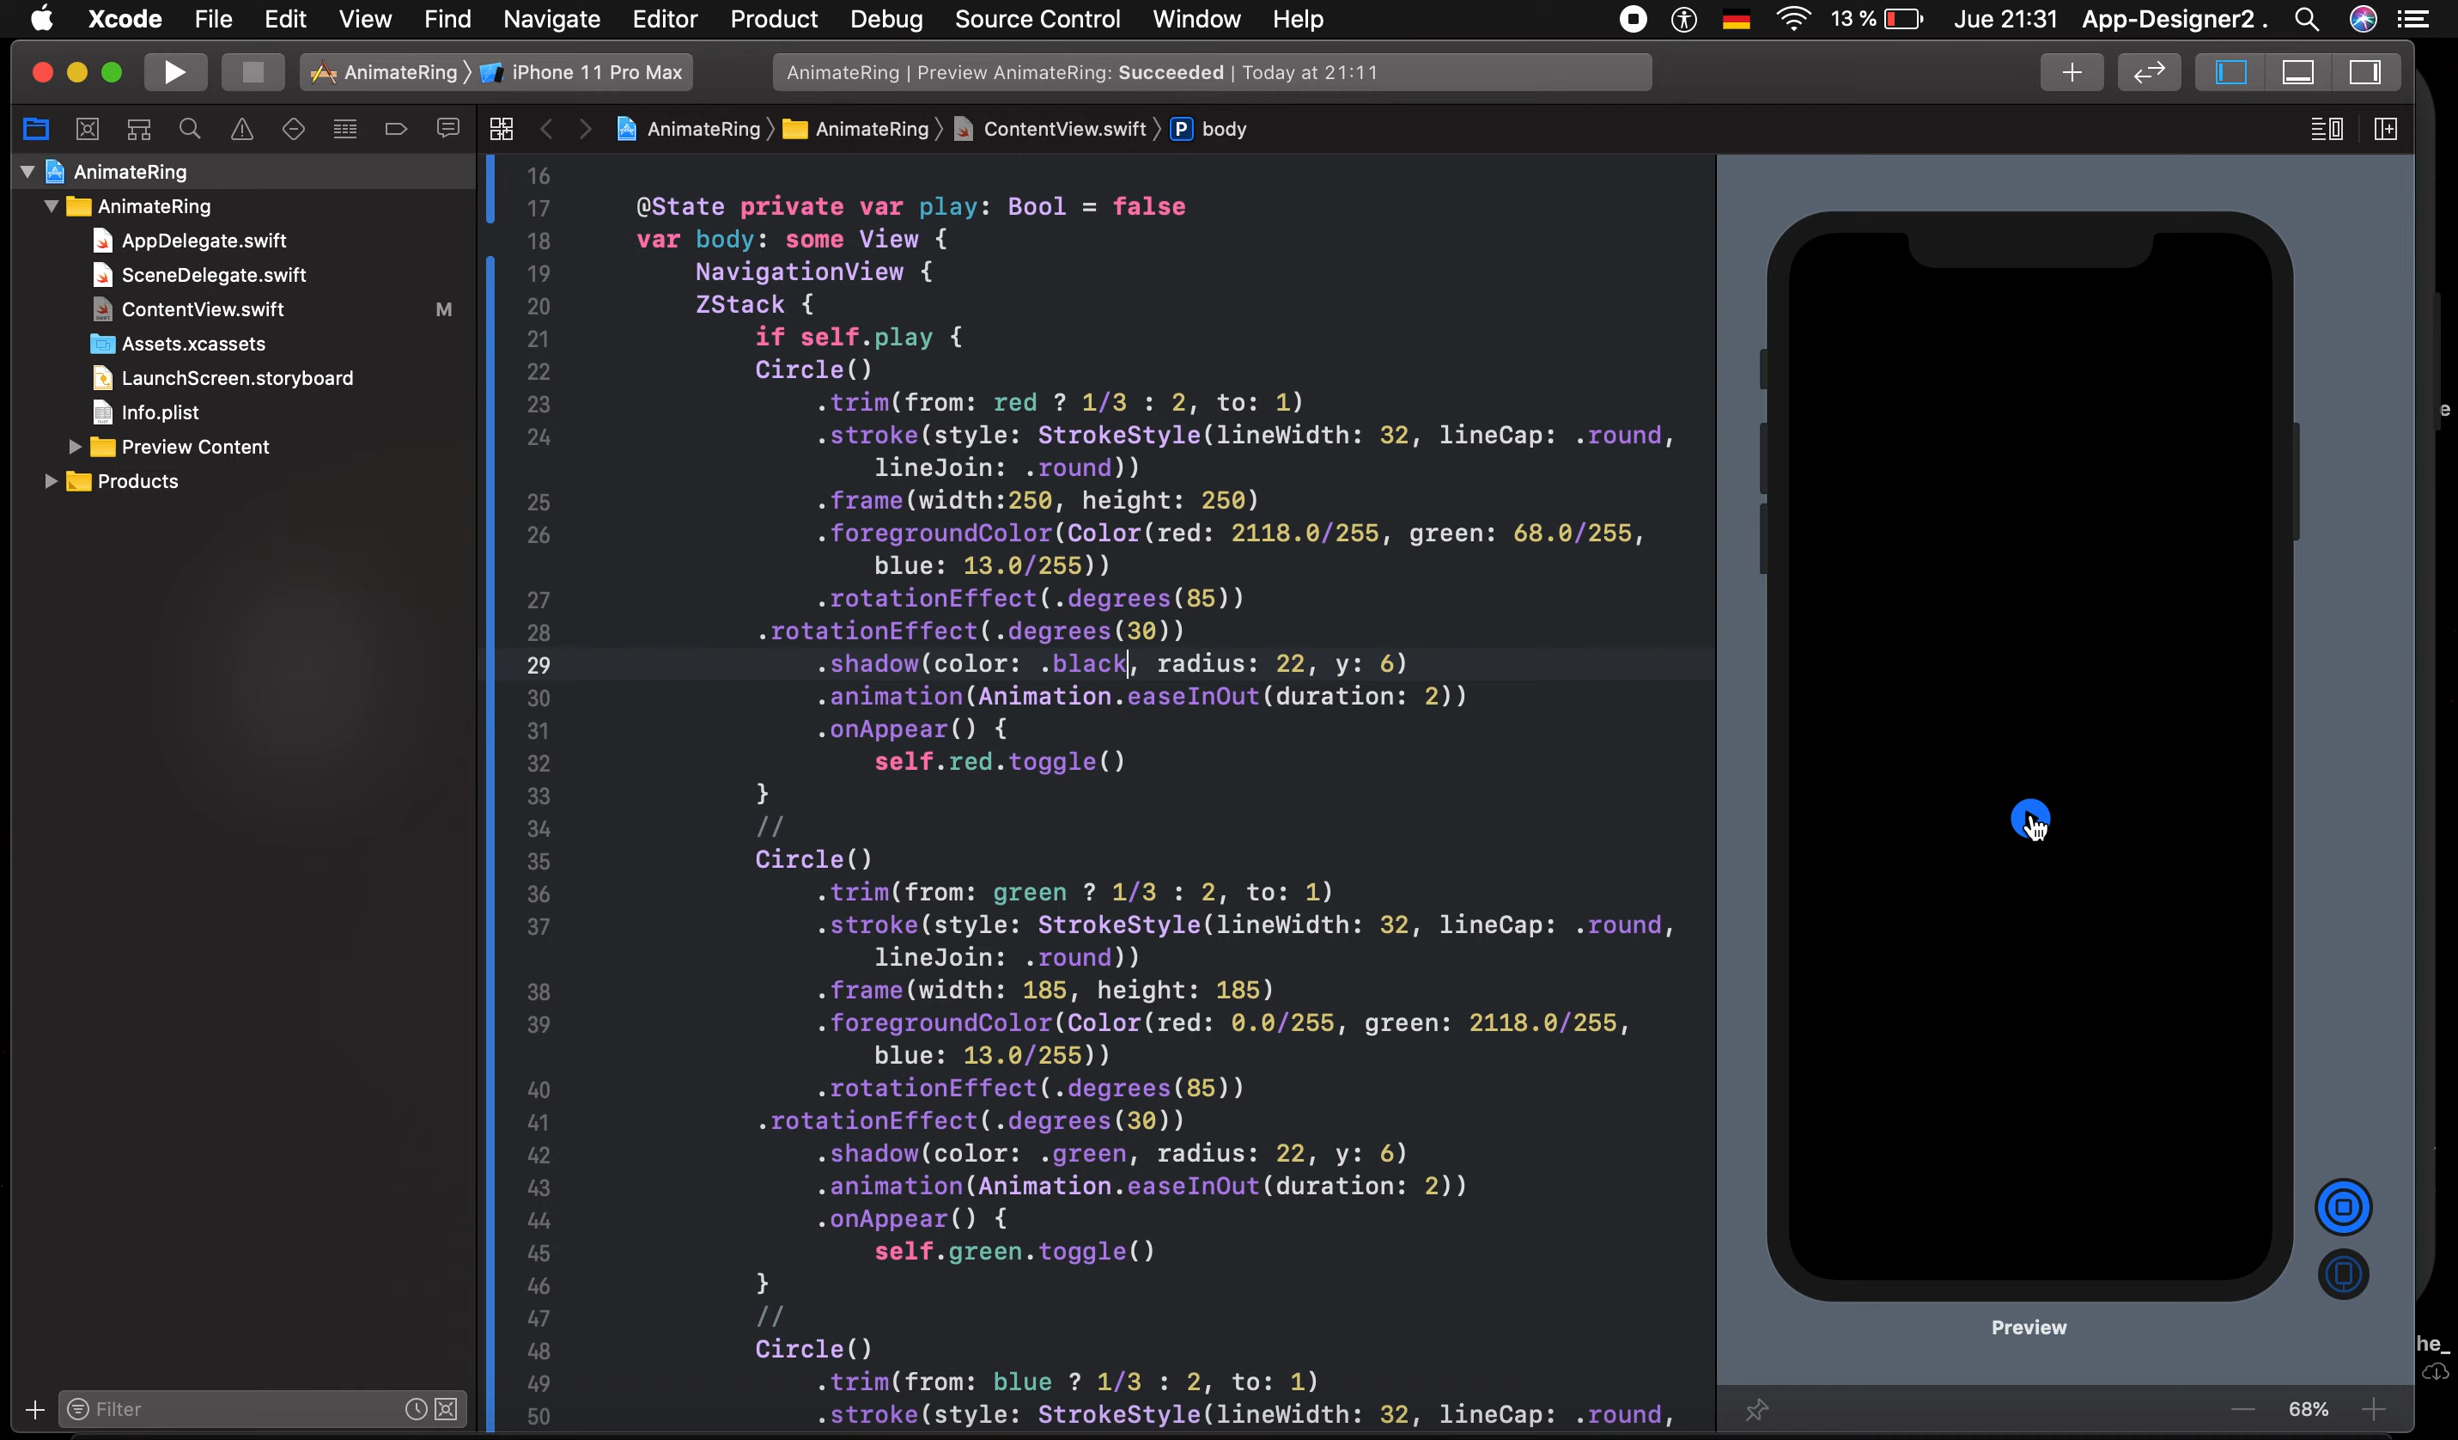 Xcode File Edit View Find Navigate Editor Product Debug Source Control Window Help 13 % Jue 21:31 App-Designer2 .
AnimateRing 〉 iPhone 11 Pro Max
AnimateRing | Preview AnimateRing: Succeeded | Today at 21:11
AnimateRing 〉 AnimateRing 〉 ContentView.swift 〉 P body
AnimateRing
AnimateRing
AppDelegate.swift
SceneDelegate.swift
ContentView.swift M
Assets.xcassets
LaunchScreen.storyboard
Info.plist
Preview Content
Products
Filter
16
17 @State private var play: Bool = false
18 var body: some View {
19 NavigationView {
20 ZStack {
21 if self.play {
22 Circle()
23 .trim(from: red ? 1/3 : 2, to: 1)
24 .stroke(style: StrokeStyle(lineWidth: 32, lineCap: .round,
lineJoin: .round))
25 .frame(width:250, height: 250)
26 .foregroundColor(Color(red: 2118.0/255, green: 68.0/255,
blue: 13.0/255))
27 .rotationEffect(.degrees(85))
28 .rotationEffect(.degrees(30))
29 .shadow(color: .black, radius: 22, y: 6)
30 .animation(Animation.easeInOut(duration: 2))
31 .onAppear() {
32 self.red.toggle()
33 }
34 //
35 Circle()
36 .trim(from: green ? 1/3 : 2, to: 1)
37 .stroke(style: StrokeStyle(lineWidth: 32, lineCap: .round,
lineJoin: .round))
38 .frame(width: 185, height: 185)
39 .foregroundColor(Color(red: 0.0/255, green: 2118.0/255,
blue: 13.0/255))
40 .rotationEffect(.degrees(85))
41 .rotationEffect(.degrees(30))
42 .shadow(color: .green, radius: 22, y: 6)
43 .animation(Animation.easeInOut(duration: 2))
44 .onAppear() {
45 self.green.toggle()
46 }
47 //
48 Circle()
49 .trim(from: blue ? 1/3 : 2, to: 1)
50 .stroke(style: StrokeStyle(lineWidth: 32, lineCap: .round,
Preview
68%
e
he_